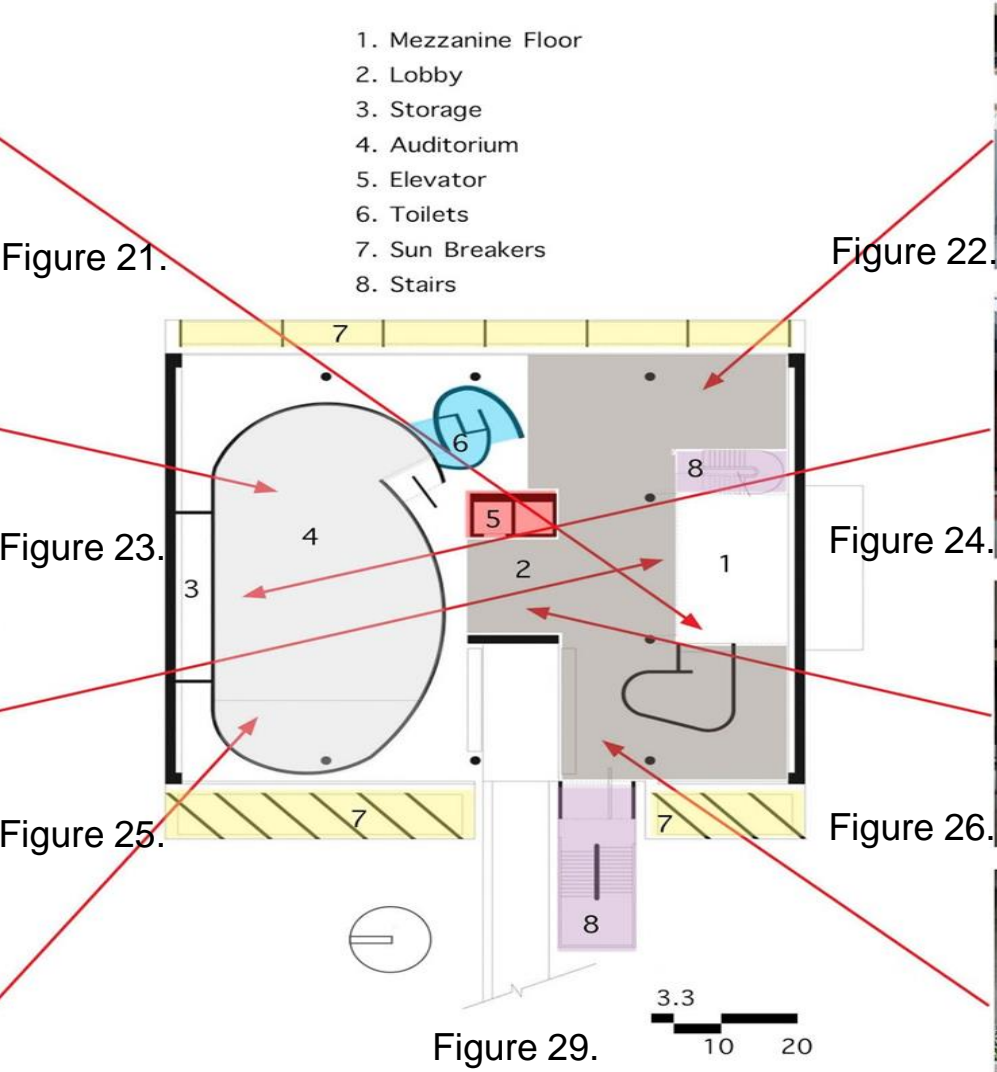 1. Mezzanine Floor
2. Lobby
3. Storage
4. Auditorium
5. Elevator
6. Toilets
7. Sun Breakers
8. Stairs
Figure 21.
Figure 22.
7
6
8
5
4
Figure 23.
Figure 24.
2
1
3
Figure 25.
7
7
Figure 26.
8
3.3
10 20
Figure 29.